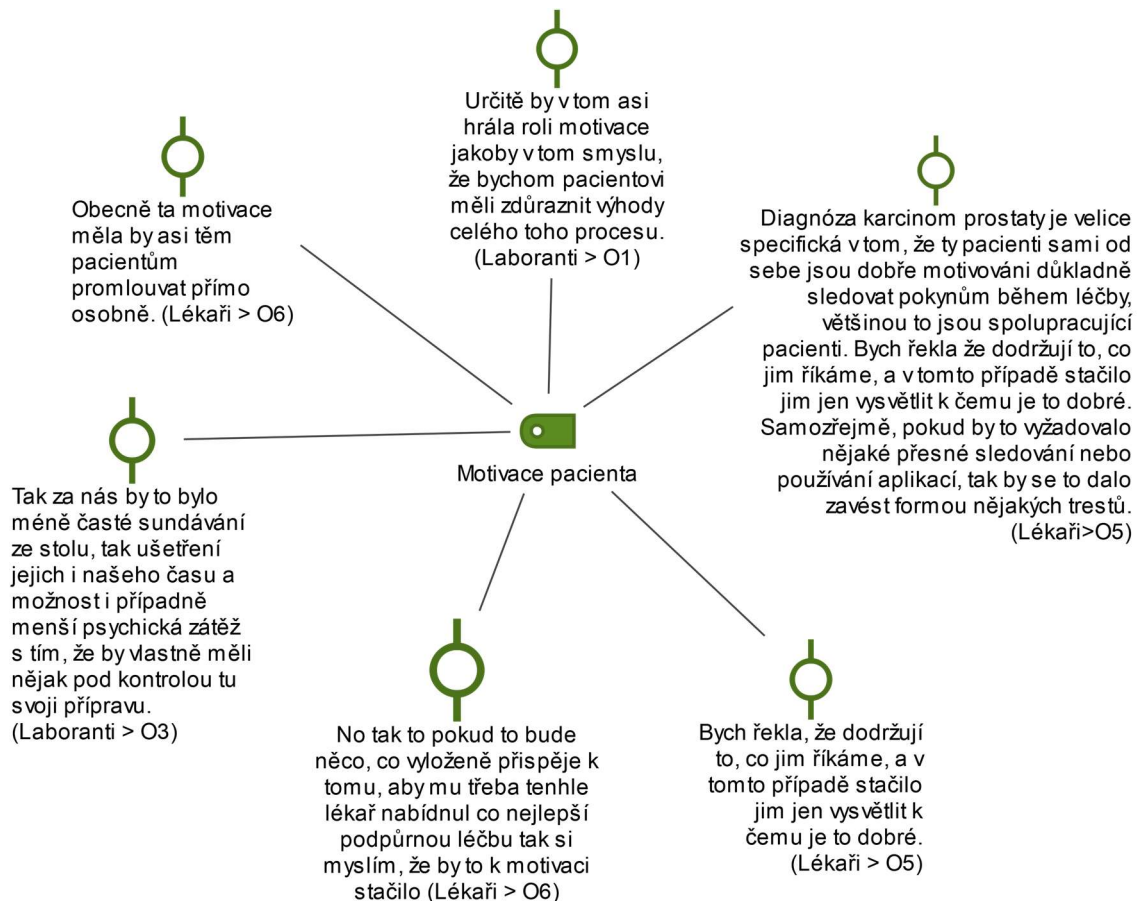 Určitě by v tom asi
hrála roli motivace
jakoby v tom smyslu,
že bychom pacientovi
měli zdůraznit výhody
celého toho procesu.
(Laboranti > O1)
Obecně ta motivace
měla by asi těm
pacientům
promlouvat přímo
osobně. (Lékaři > O6)
Diagnóza karcinom prostaty je velice
specifická v tom, že ty pacienti sami od
sebe jsou dobře motivováni důkladně
sledovat pokynům během léčby,
většinou to jsou spolupracující
pacienti. Bych řekla že dodržují to, co
jim říkáme, a v tomto případě stačilo
jim jen vysvětlit k čemu je to dobré.
Samozřejmě, pokud by to vyžadovalo
nějaké přesné sledování nebo
používání aplikací, tak by se to dalo
zavést formou nějakých trestů.
(Lékaři>O5)
Motivace pacienta
Tak za nás by to bylo
méně časté sundávání
ze stolu, tak ušetření
jejich i našeho času a
možnost i případně
menší psychická zátěž
s tím, že by vlastně měli
nějak pod kontrolou tu
svoji přípravu.
(Laboranti > O3)
No tak to pokud to bude
něco, co vyloženě přispěje k
tomu, aby mu třeba tenhle
lékař nabídnul co nejlepší
podpůrnou léčbu tak si
myslím, že by to k motivaci
stačilo (Lékaři > O6)
Bych řekla, že dodržují
to, co jim říkáme, a v
tomto případě stačilo
jim jen vysvětlit k
čemu je to dobré.
(Lékaři > O5)